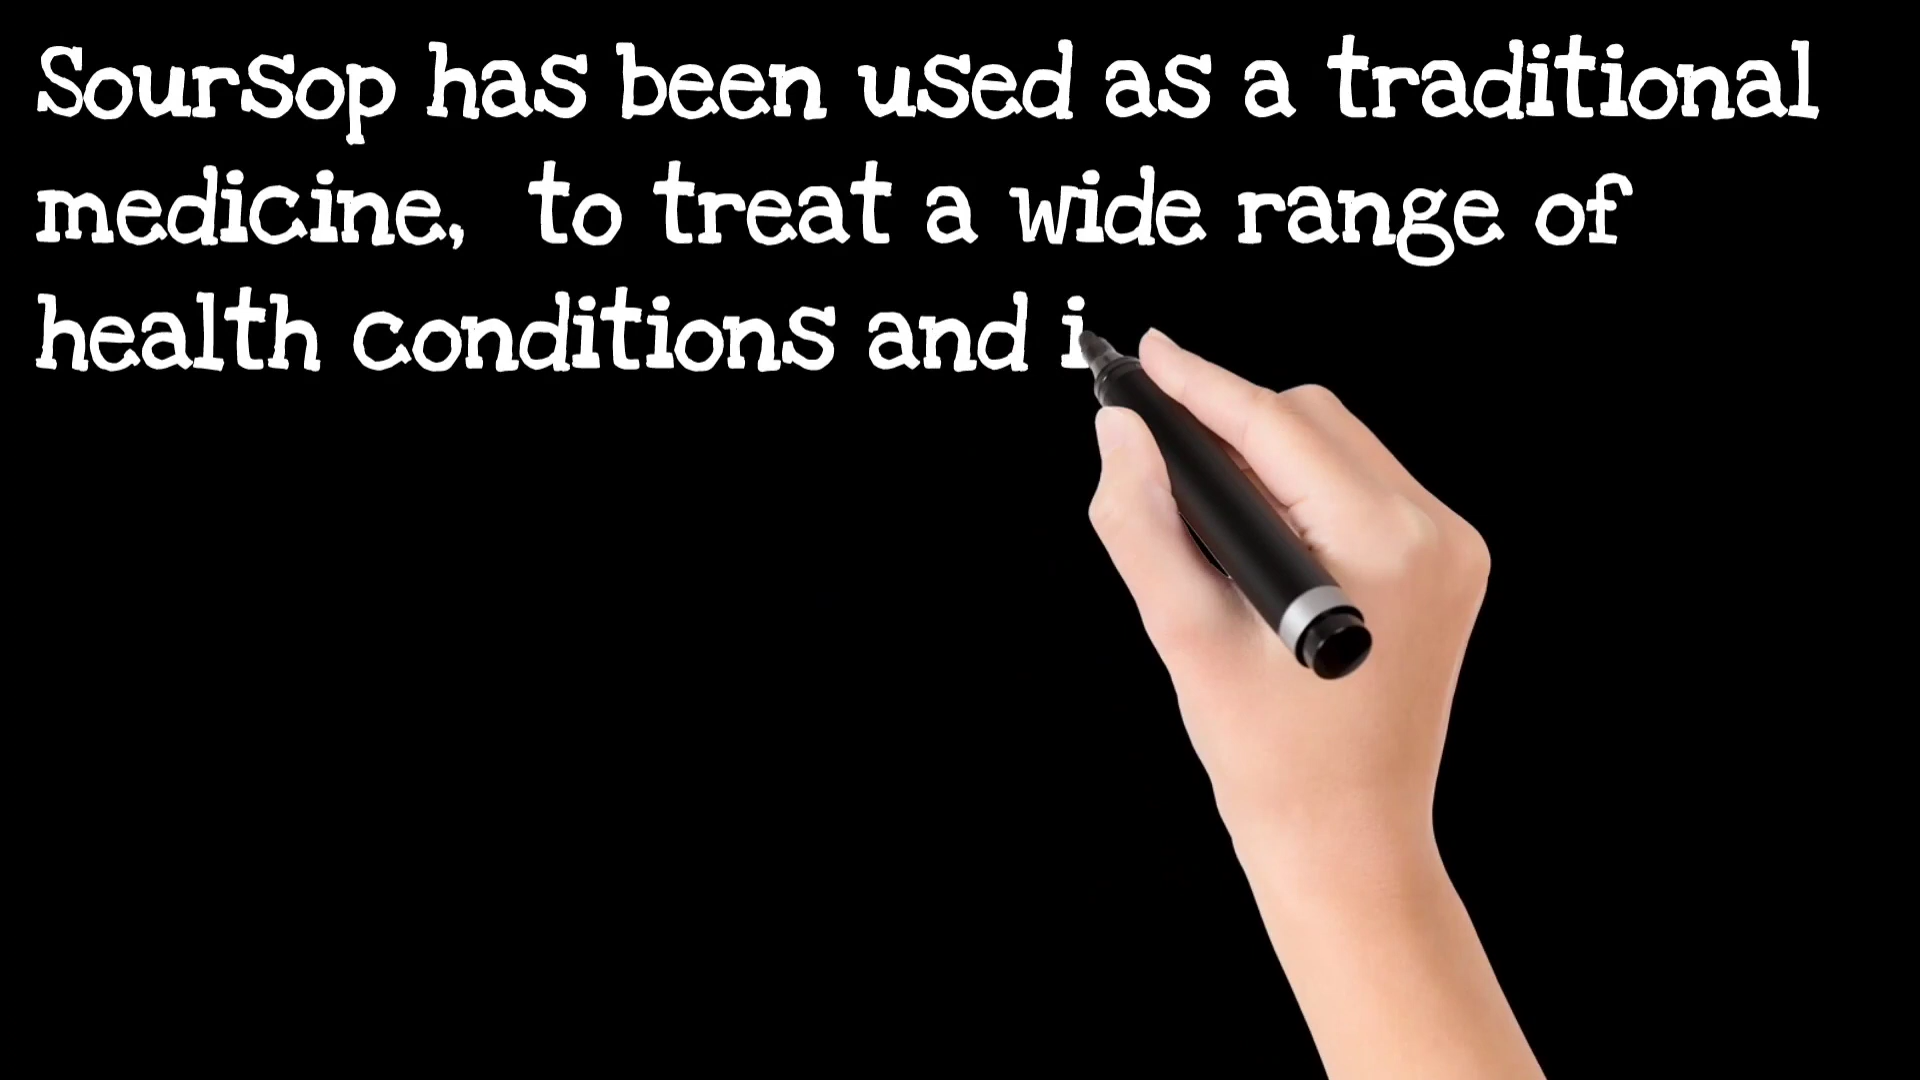 Soursop has been used as a traditional
medicine,  to treat a wide range of
health conditions and i